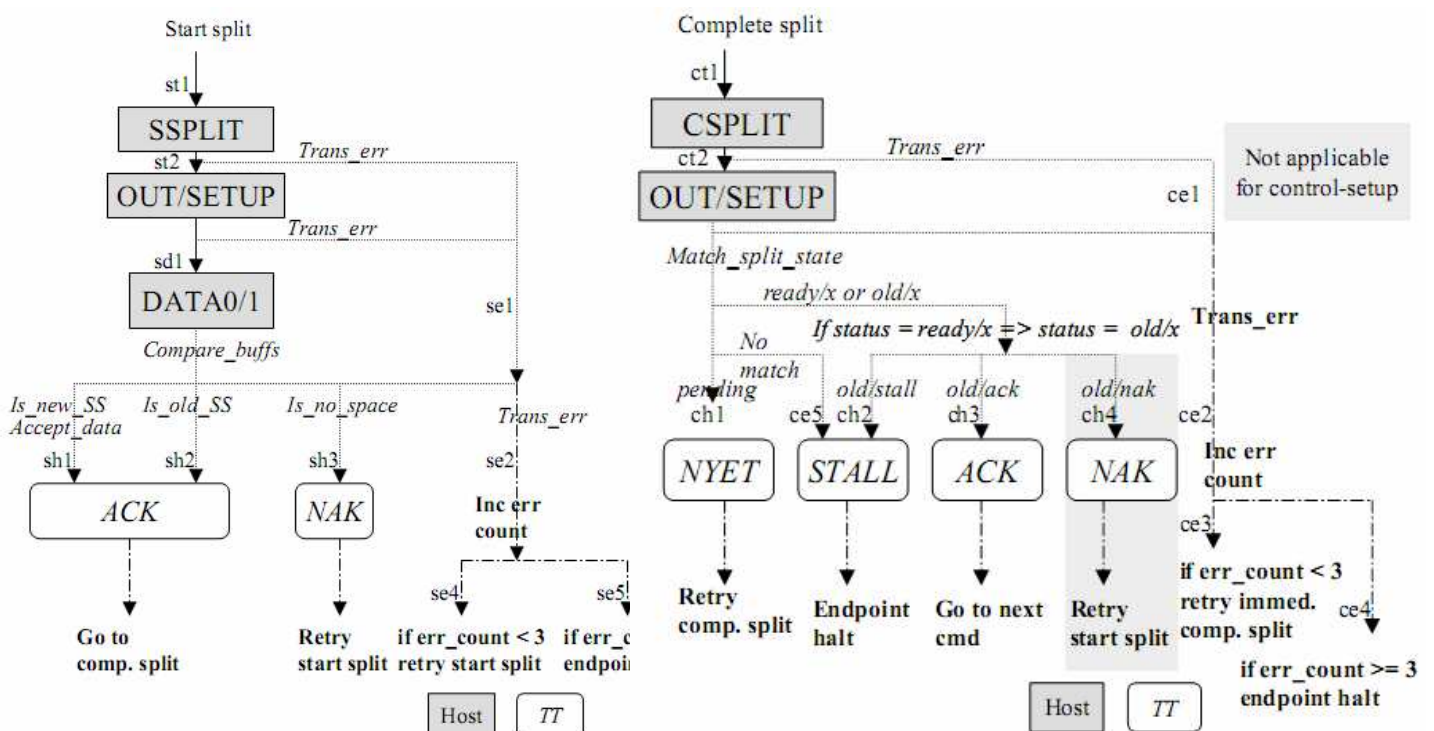 Start split
st1
SSPLIT
st2
Trans_err
OUT/SETUP
Trans_err
sd1
DATA0/1
se1
Compare_buffs
Is_new_SS
Is_old_SS
Is_no_space
Accept_data
Trans_err
sh1
sh2
sh3
se2
ACK
NAK
Inc err
count
se4
se5
Go to
comp. split
Retry
start split
if err_count < 3
retry start split
if err_c
endpoin
Host
TT
Complete split
ct1
CSPLIT
ct2
Trans_err
OUT/SETUP
ce1
Not applicable
for control-setup
Match_split_state
ready/x or old/x
If status = ready/x => status = old/x
Trans_err
No
match
pending
old/stall
old/ack
old/nak
ch1
ce5
ch2
ch3
ch4
ce2
NYET
STALL
ACK
NAK
Inc err
count
ce3
Retry
comp. split
Endpoint
halt
Go to next
cmd
Retry
start split
if err_count < 3
retry immed.
comp. split
ce4
if err_count >= 3
endpoint halt
Host
TT